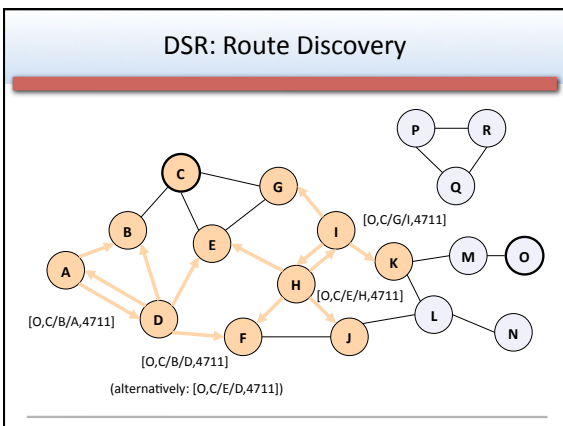 DSR: Route Discovery
P
R
Q
C
G
B
E
I
[O,C/G/I,4711]
A
K
M
O
H
[O,C/E/H,4711]
[O,C/B/A,4711]
D
L
F
J
N
[O,C/B/D,4711]
(alternatively: [O,C/E/D,4711])